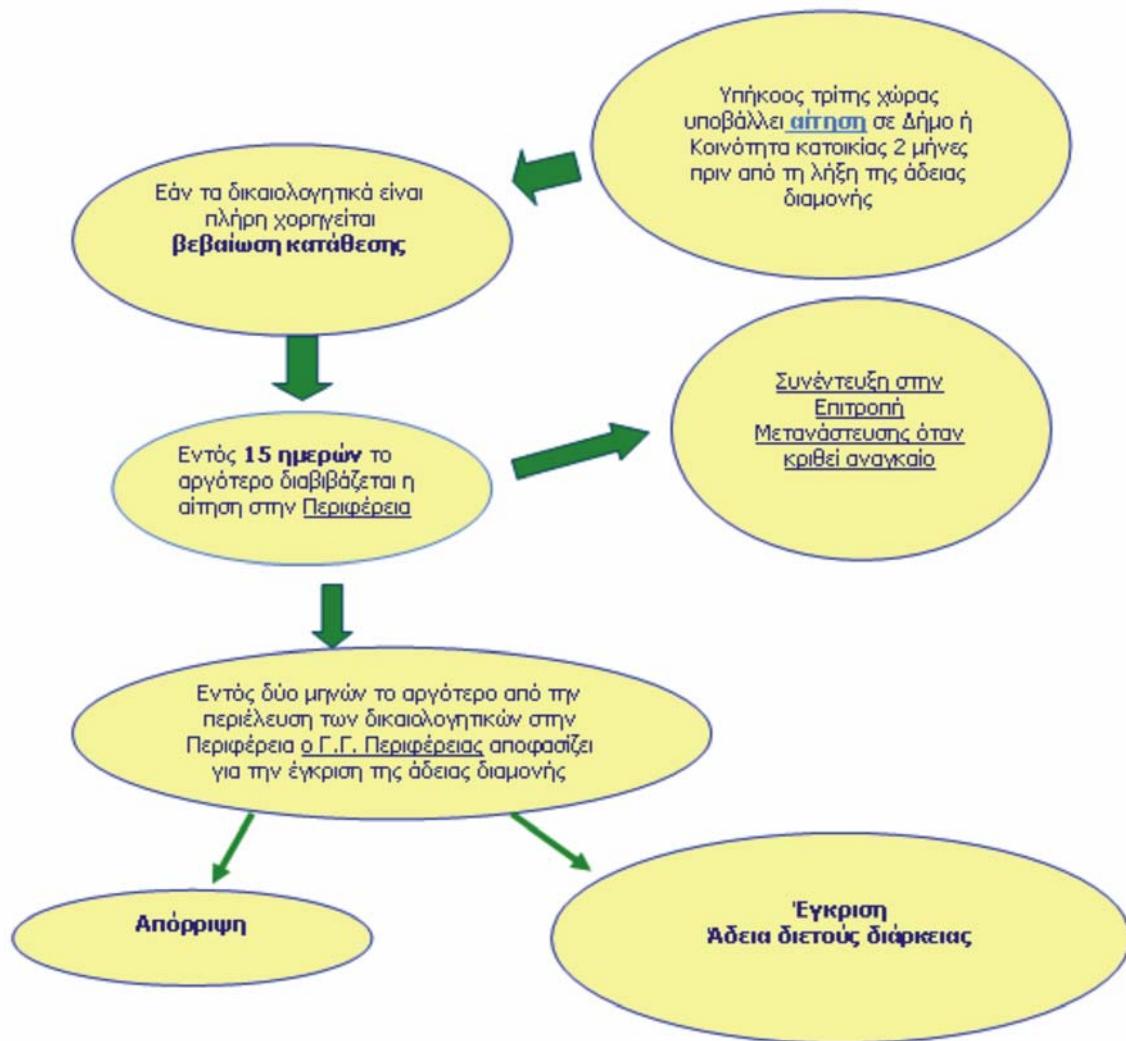 Υπήκοος τρίτης χώρας
υποβάλλει αίτηση σε Δήμο ή
Κοινότητα κατοικίας 2 μήνες
πριν από τη λήξη της άδειας
διαμονής
Εάν τα δικαιολογητικά είναι
πλήρη χορηγείται
βεβαίωση κατάθεσης
Συνέντευξη στην
Επιτροπή
Μετανάστευσης όταν
κριθεί αναγκαίο
Εντός 15 ημερών το
αργότερο διαβιβάζεται η
αίτηση στην Περιφέρεια
Εντός δύο μηνών το αργότερο από την
περιέλευση των δικαιολογητικών στην
Περιφέρεια ο Γ.Γ. Περιφέρειας αποφασίζει
για την έγκριση της άδειας διαμονής
Απόρριψη
Έγκριση
Άδεια διετούς διάρκειας